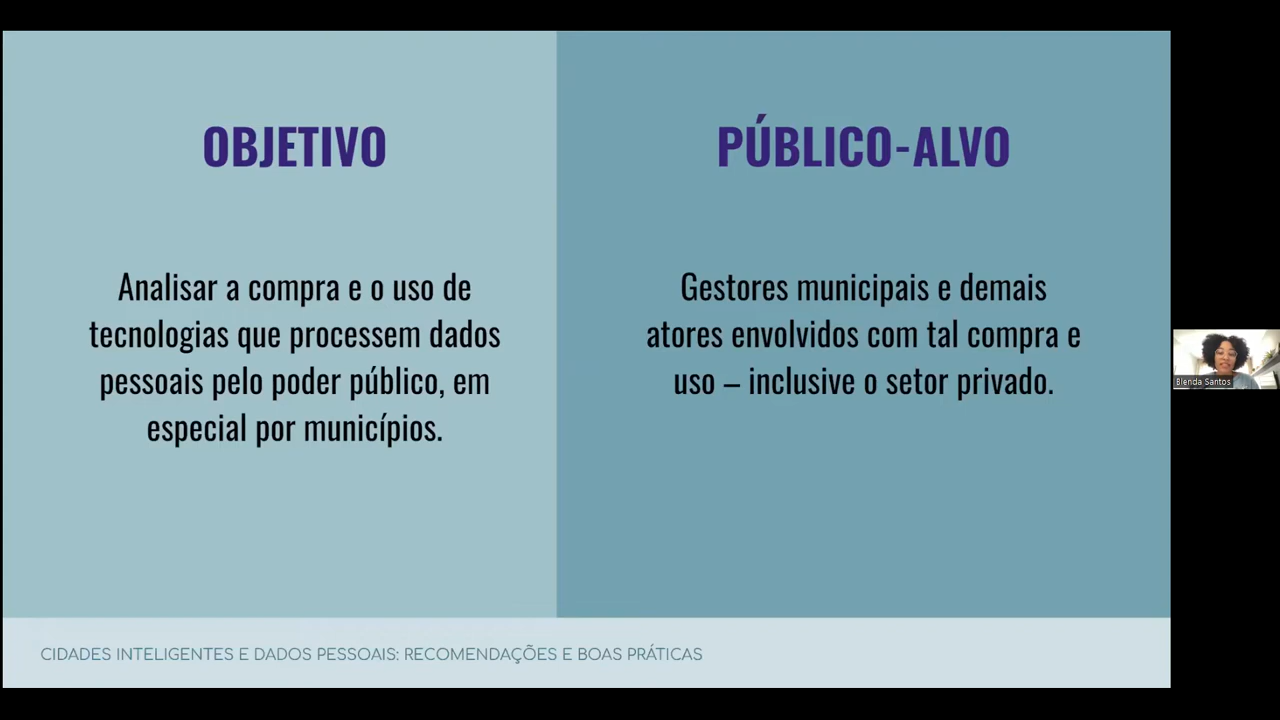 OBJETIVO
Analisar a compra e o uso de
tecnologias que processem dados
pessoais pelo poder público, em
especial por municípios.
PÚBLICO-ALVO
Gestores municipais e demais
atores envolvidos com tal compra e
uso – inclusive o setor privado.
CIDADES INTELIGENTES E DADOS PESSOAIS: RECOMENDAÇÕES E BOAS PRÁTICAS
Blenda Santos